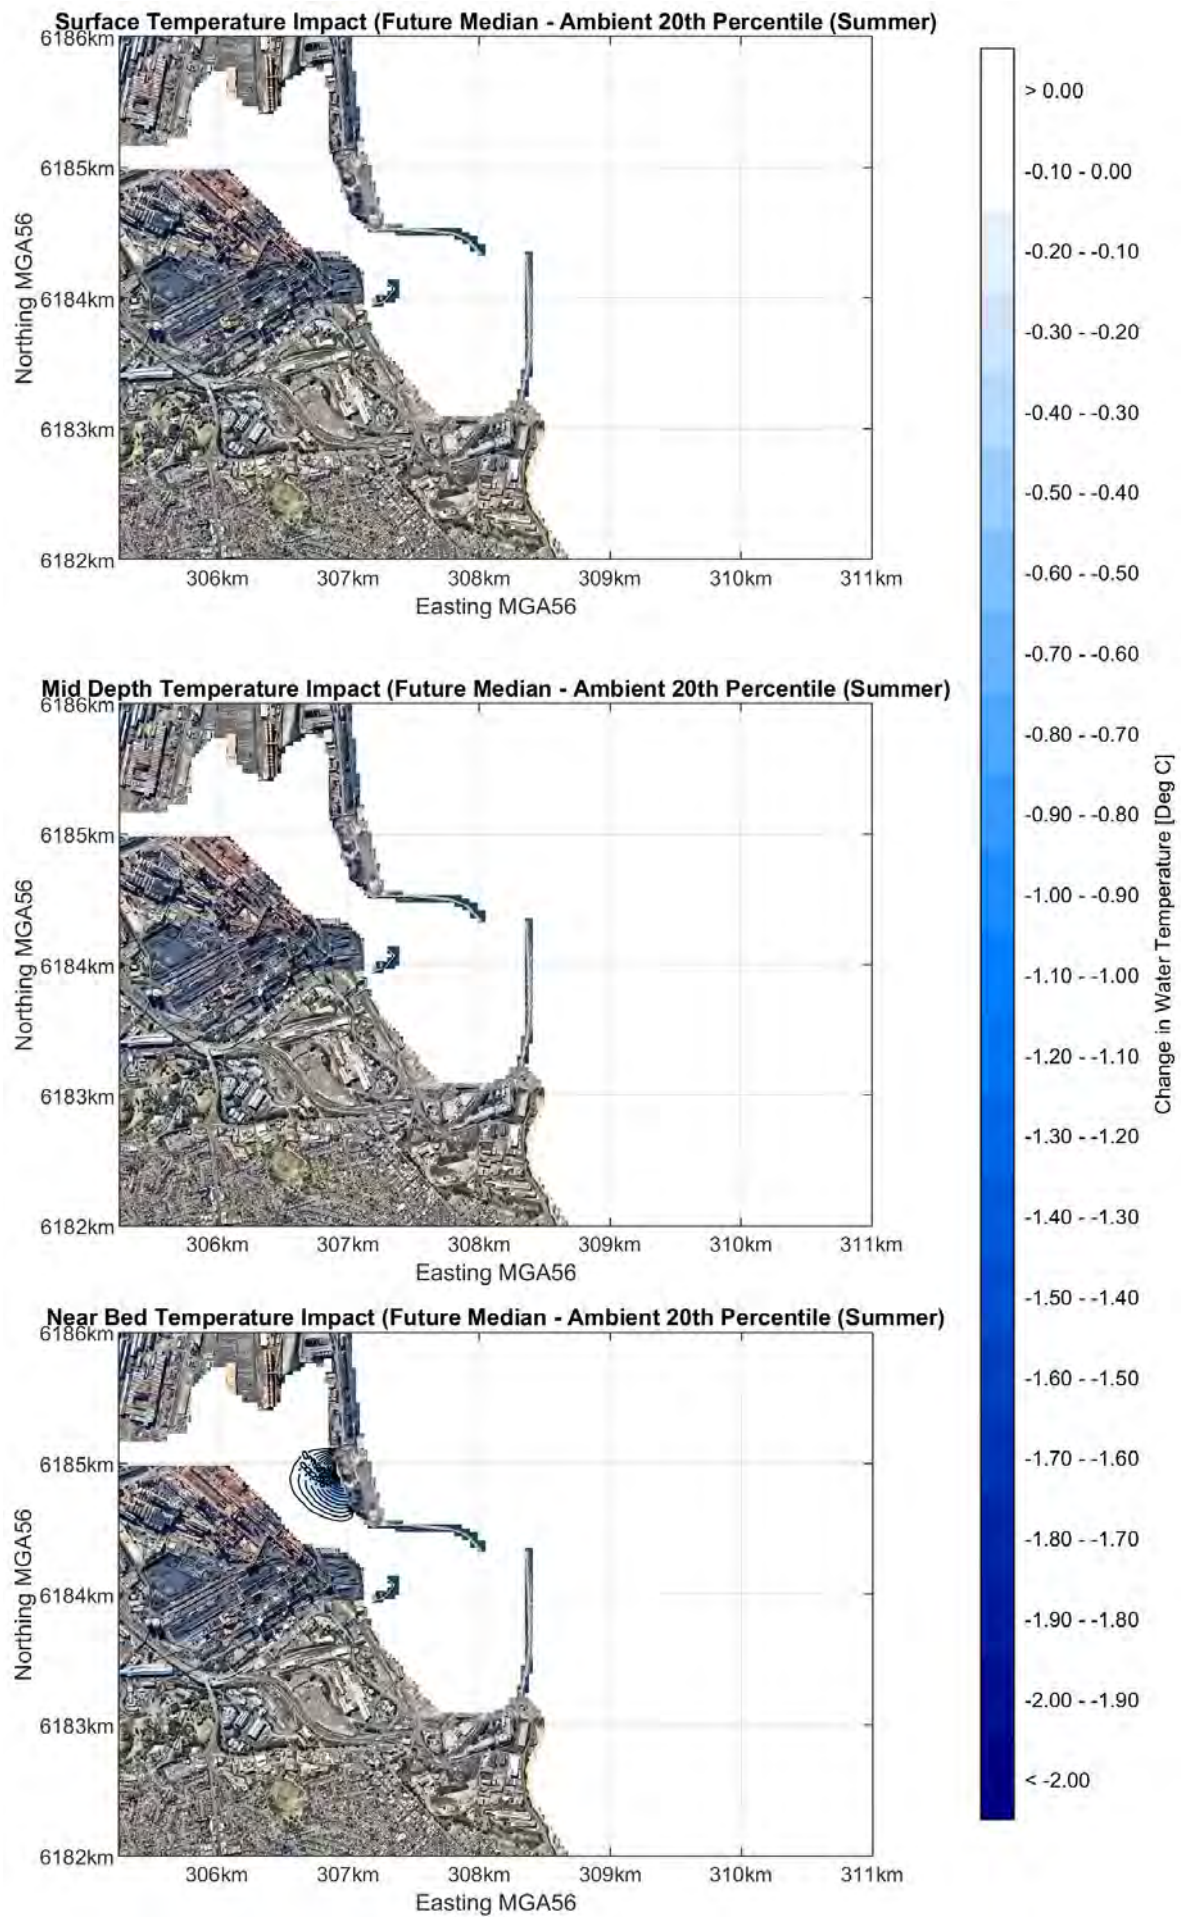 Surface Temperature Impact (Future Median - Ambient 20th Percentile (Summer)
6186km
6185km
6184km
6183km
6182km
Northing MGA56
306km 307km 308km 309km 310km 311km
Easting MGA56
Mid Depth Temperature Impact (Future Median - Ambient 20th Percentile (Summer)
6186km
6185km
6184km
6183km
6182km
Northing MGA56
306km 307km 308km 309km 310km 311km
Easting MGA56
Near Bed Temperature Impact (Future Median - Ambient 20th Percentile (Summer)
6186km
6185km
6184km
6183km
6182km
Northing MGA56
306km 307km 308km 309km 310km 311km
Easting MGA56
> 0.00
-0.10 - 0.00
-0.20 - -0.10
-0.30 - -0.20
-0.40 - -0.30
-0.50 - -0.40
-0.60 - -0.50
-0.70 - -0.60
-0.80 - -0.70
-0.90 - -0.80
-1.00 - -0.90
-1.10 - -1.00
-1.20 - -1.10
-1.30 - -1.20
-1.40 - -1.30
-1.50 - -1.40
-1.60 - -1.50
-1.70 - -1.60
-1.80 - -1.70
-1.90 - -1.80
-2.00 - -1.90
< -2.00
Change in Water Temperature [Deg C]